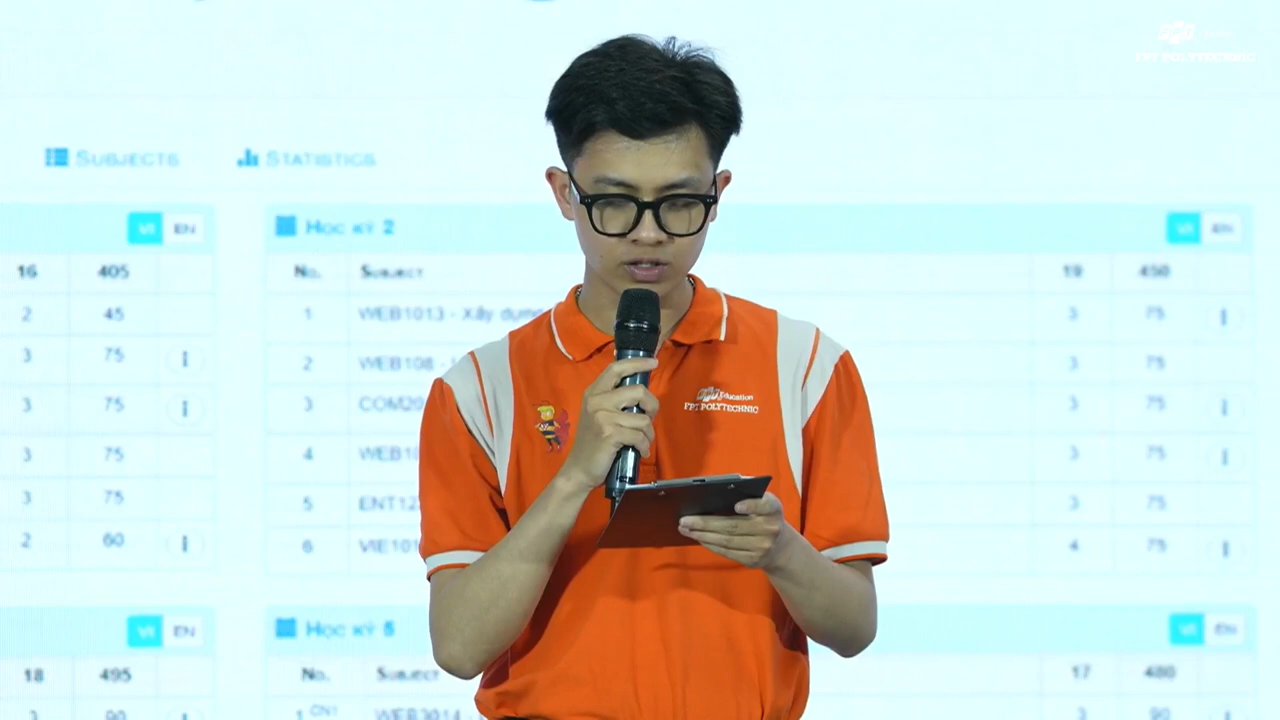 FPT POLYTECHNIC
SUBJECTS
STATISTICS
VI EN
16 405
2 45
3 75
3 75
3 75
3 75
2 60
VI EN
18 495
3 90
HỌC KỲ 2
VI EN
No. SUBJECT 19 450
1 WEB1013 - Xây dựng 3 75
2 WEB108 - 3 75
3 COM20 3 75
4 WEB10 3 75
5 ENT12 3 75
6 VIE101 4 75
HỌC KỲ 5
VI EN
No. SUBJECT 17 480
1 CN1 WEB3014 - 3 90
FPT Education
FPT POLYTECHNIC